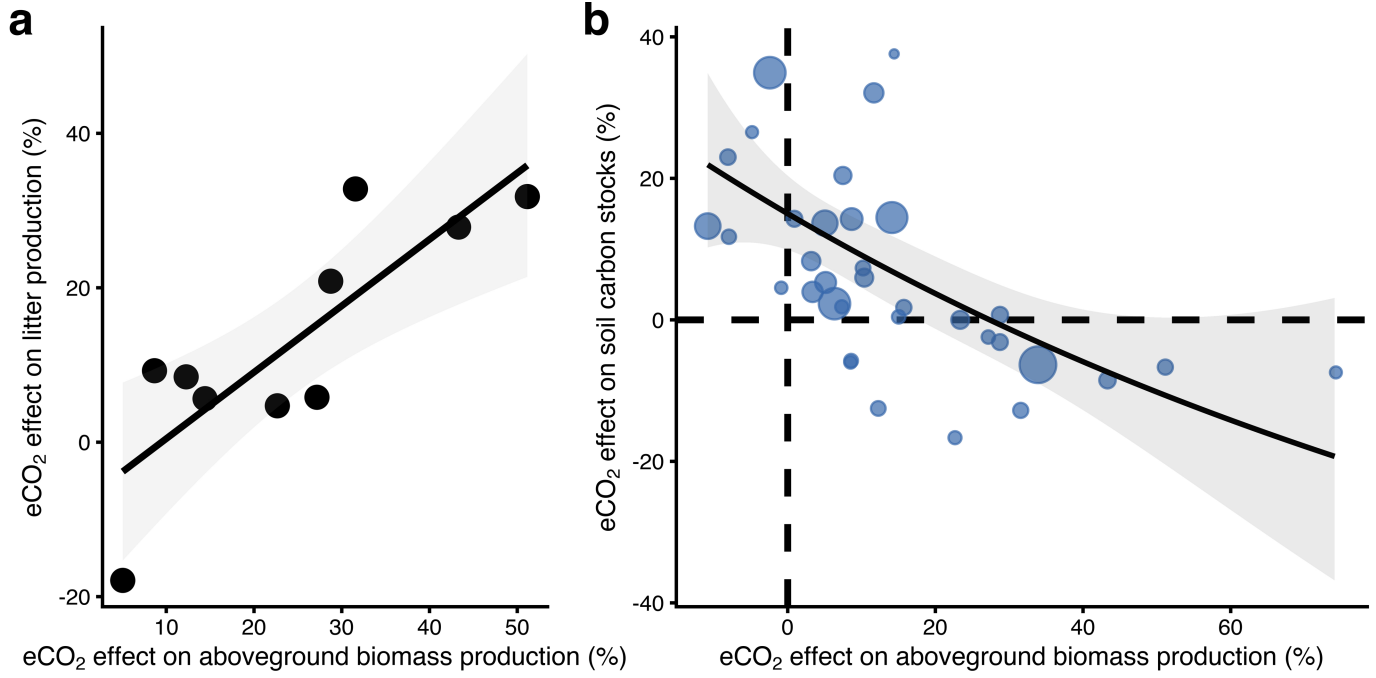 a
eCO2 effect on litter production (%)
40
20
0
-20
10 20 30 40 50
eCO2 effect on aboveground biomass production (%)
b
eCO2 effect on soil carbon stocks (%)
40
20
0
-20
-40
0 20 40 60
eCO2 effect on aboveground biomass production (%)